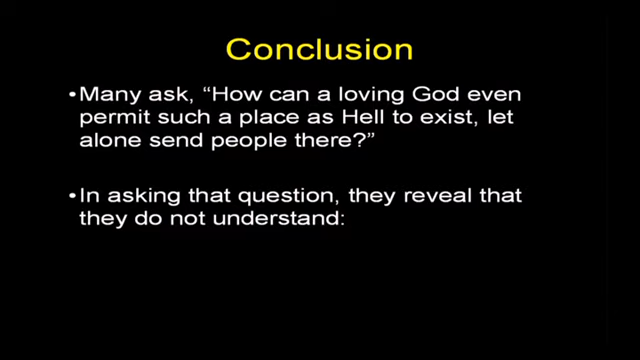 Conclusion
•Many ask, “How can a loving God even
permit such a place as Hell to exist, let
alone send people there?”
•In asking that question, they reveal that
they do not understand: